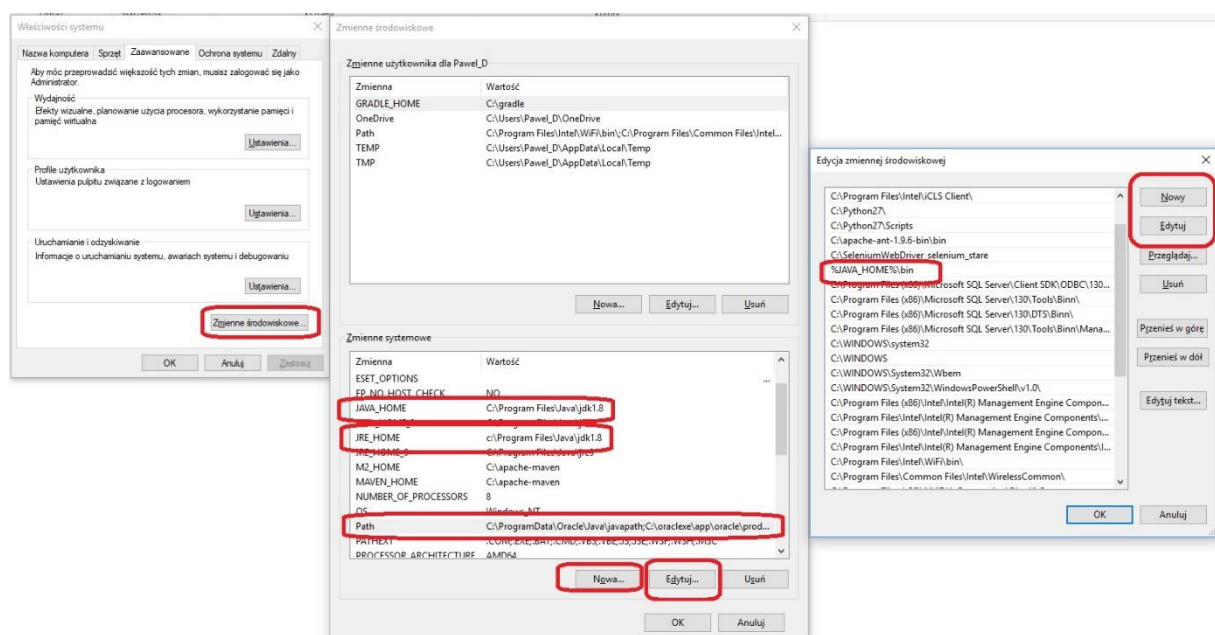 Właściwości systemu
Nazwa komputera Sprzęt Zaawansowane Ochrona systemu Zdalny
Aby móc przeprowadzić większość tych zmian, musisz zalogować się jako
Administrator.
Wydajność
Efekty wizualne, planowanie użycia procesora, wykorzystanie pamięci i
pamięć wirtualna
Ustawienia...
Profile użytkownika
Ustawienia pulpitu związane z logowaniem
Ustawienia...
Uruchamianie i odzyskiwanie
Informacje o uruchamianiu systemu, awariach systemu i debugowaniu
Ustawienia...
Zmienne środowiskowe...
OK Anuluj Zastosuj
Zmienne środowiskowe
Zmienne użytkownika dla Pawel_D
Zmienna Wartość
GRADLE_HOME C:\gradle
OneDrive C:\Users\Pawel_D\OneDrive
Path C:\Program Files\Intel\WiFi\bin\;C:\Program Files\Common Files\Intel...
TEMP C:\Users\Pawel_D\AppData\Local\Temp
TMP C:\Users\Pawel_D\AppData\Local\Temp
Nowa... Edytuj... Usuń
Zmienne systemowe
Zmienna Wartość
ESET_OPTIONS ...
FP_NO_HOST_CHECK NO
JAVA_HOME C:\Program Files\Java\jdk1.8
JRE_HOME c:\Program Files\Java\jdk1.8
M2_HOME C:\apache-maven
MAVEN_HOME C:\apache-maven
NUMBER_OF_PROCESSORS 8
OS Windows_NT
Path C:\ProgramData\Oracle\Java\javapath;C:\oraclexe\app\oracle\prod...
PATHEXT .COM;.EXE;.BAT;.CMD;.VBS;.VBE;.JS;.JSE;.WSF;.WSH;.MSC
PROCESSOR_ARCHITECTURE AMD64
Nowa... Edytuj... Usuń
OK Anuluj
Edycja zmiennej środowiskowej
C:\Program Files\Intel\iCLS Client\
C:\Python27\
C:\Python27\Scripts
C:\apache-ant-1.9.6-bin\bin
C:\SeleniumWebDriver selenium_stare
%JAVA_HOME%\bin
C:\Program Files (x86)\Microsoft SQL Server\Client SDK\ODBC\130...
C:\Program Files (x86)\Microsoft SQL Server\130\Tools\Binn\
C:\Program Files (x86)\Microsoft SQL Server\130\DTS\Binn\
C:\Program Files (x86)\Microsoft SQL Server\130\Tools\Binn\Mana...
C:\WINDOWS\system32
C:\WINDOWS
C:\WINDOWS\System32\Wbem
C:\WINDOWS\System32\WindowsPowerShell\v1.0\
C:\Program Files (x86)\Intel\Intel(R) Management Engine Compon...
C:\Program Files\Intel\Intel(R) Management Engine Components\...
C:\Program Files (x86)\Intel\Intel(R) Management Engine Compon...
C:\Program Files\Intel\Intel(R) Management Engine Components\I...
C:\Program Files\Intel\WiFi\bin\
C:\Program Files\Common Files\Intel\WirelessCommon\
Nowy
Edytuj
Przeglądaj...
Usuń
Przenieś w górę
Przenieś w dół
Edytuj tekst...
OK Anuluj